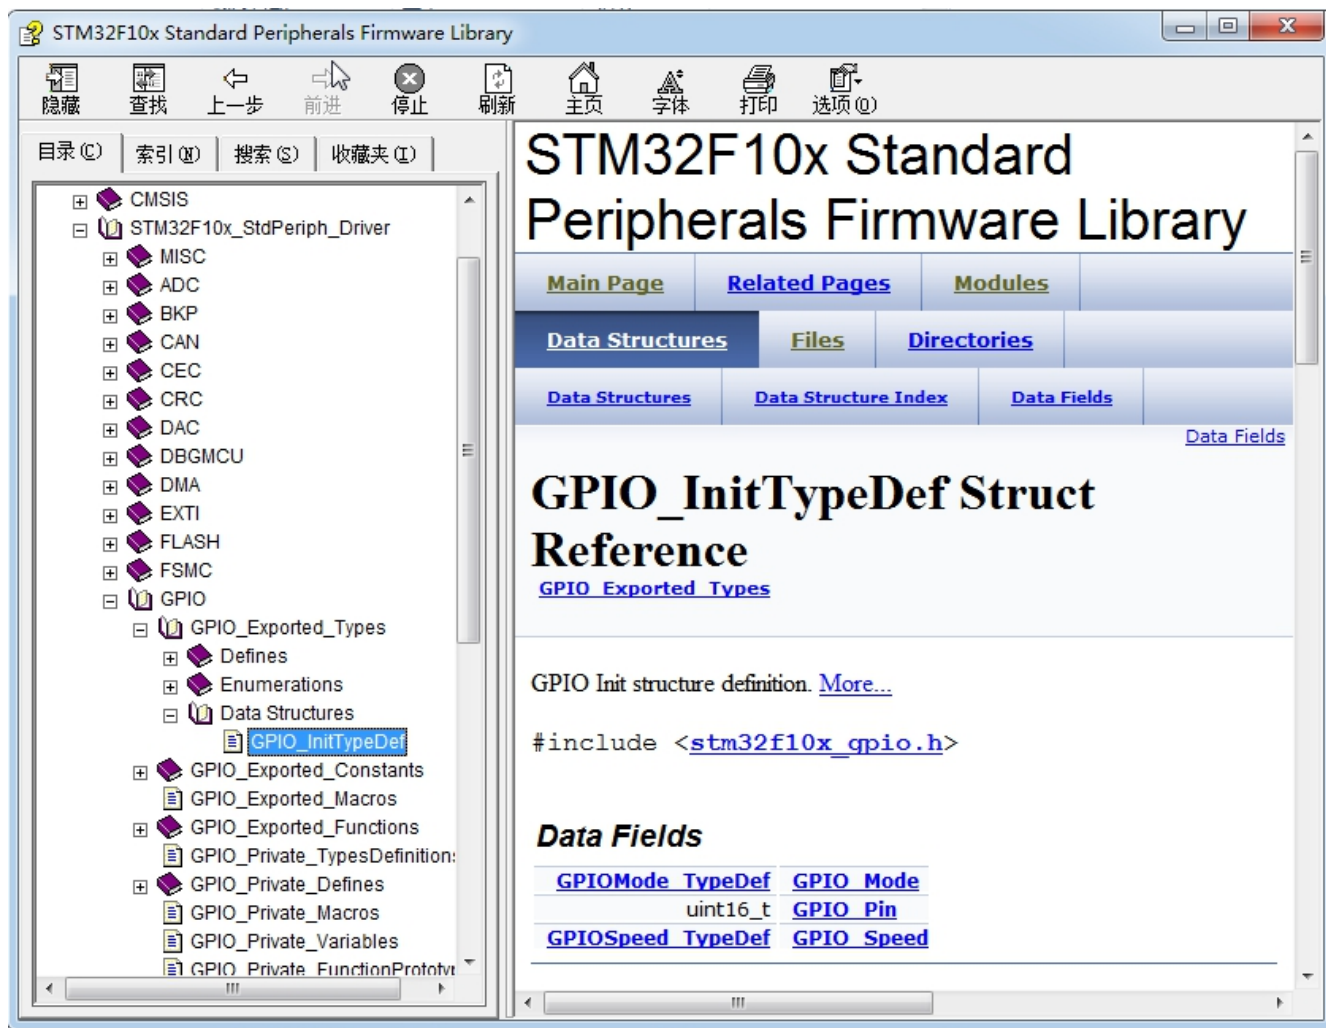 STM32F10x Standard Peripherals Firmware Library
隐藏 查找 上一步 前进 停止 刷新 主页 字体 打印 选项(O)
目录(C) 索引(N) 搜索(S) 收藏夹(I)
CMSIS
STM32F10x_StdPeriph_Driver
MISC
ADC
BKP
CAN
CEC
CRC
DAC
DBGMCU
DMA
EXTI
FLASH
FSMC
GPIO
GPIO_Exported_Types
Defines
Enumerations
Data Structures
GPIO_InitTypeDef
GPIO_Exported_Constants
GPIO_Exported_Macros
GPIO_Exported_Functions
GPIO_Private_TypesDefinitions
GPIO_Private_Defines
GPIO_Private_Macros
GPIO_Private_Variables
GPIO_Private_FunctionPrototy
STM32F10x Standard
Peripherals Firmware Library
Main Page Related Pages Modules
Data Structures Files Directories
Data Structures Data Structure Index Data Fields
Data Fields
GPIO_InitTypeDef Struct
Reference
GPIO_Exported_Types
GPIO Init structure definition. More...
#include <stm32f10x_gpio.h>
Data Fields
GPIOMode_TypeDef GPIO_Mode
uint16_t GPIO_Pin
GPIOSpeed_TypeDef GPIO_Speed